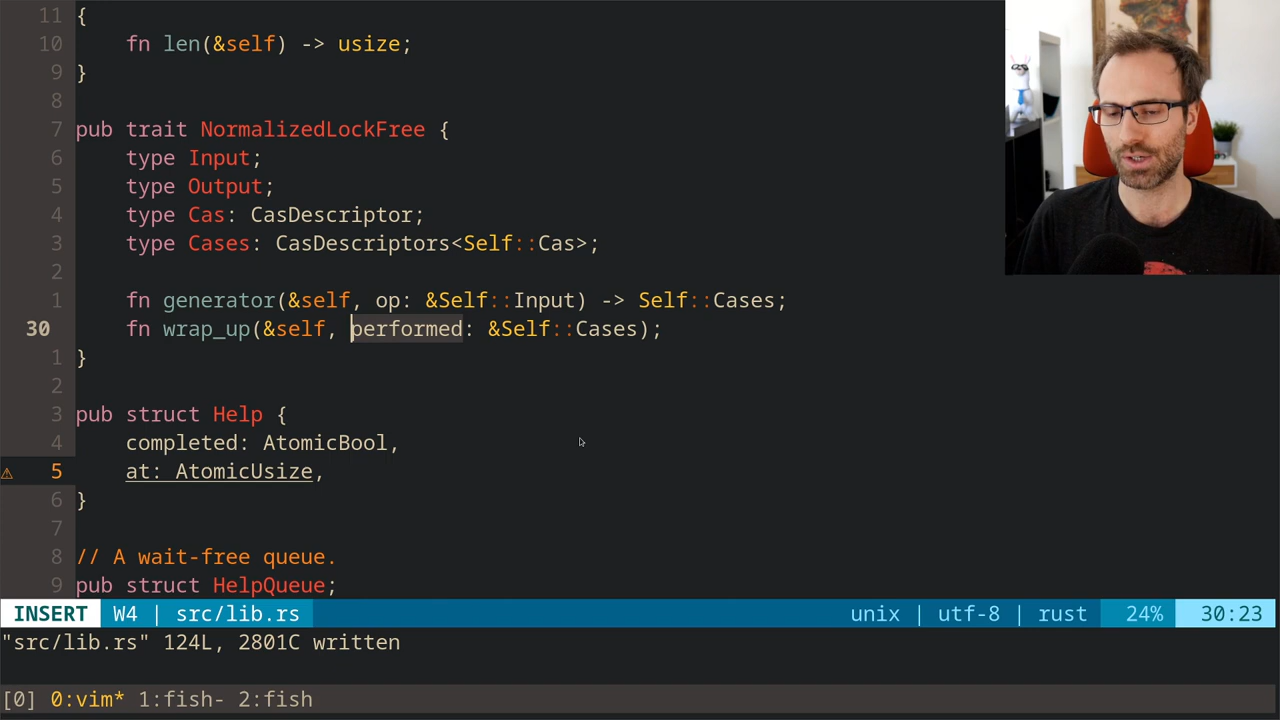 11 {
10     fn len(&self) -> usize;
9 }
8
7 pub trait NormalizedLockFree {
6     type Input;
5     type Output;
4     type Cas: CasDescriptor;
3     type Cases: CasDescriptors<Self::Cas>;
2
1     fn generator(&self, op: &Self::Input) -> Self::Cases;
30     fn wrap_up(&self, performed: &Self::Cases);
1 }
2
3 pub struct Help {
4     completed: AtomicBool,
⚠ 5     at: AtomicUsize,
6 }
7
8 // A wait-free queue.
9 pub struct HelpQueue;
INSERT W4 | src/lib.rs unix | utf-8 | rust 24% 30:23
"src/lib.rs" 124L, 2801C written
[0] 0:vim* 1:fish- 2:fish